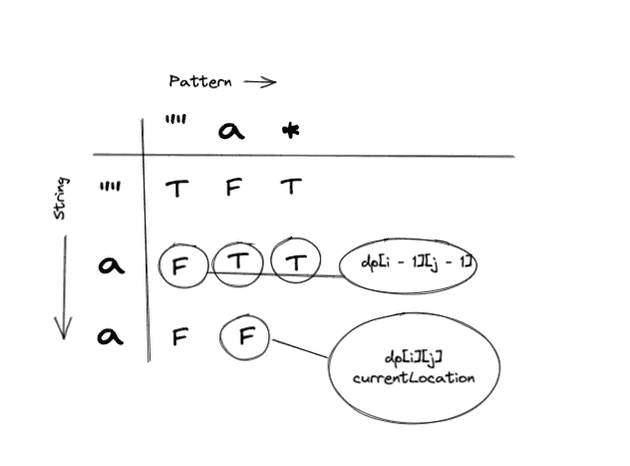 Pattern
"" a *
String
"" T F T
a F T T dp[i - 1][j - 1]
a F F dp[i][j]
currentLocation